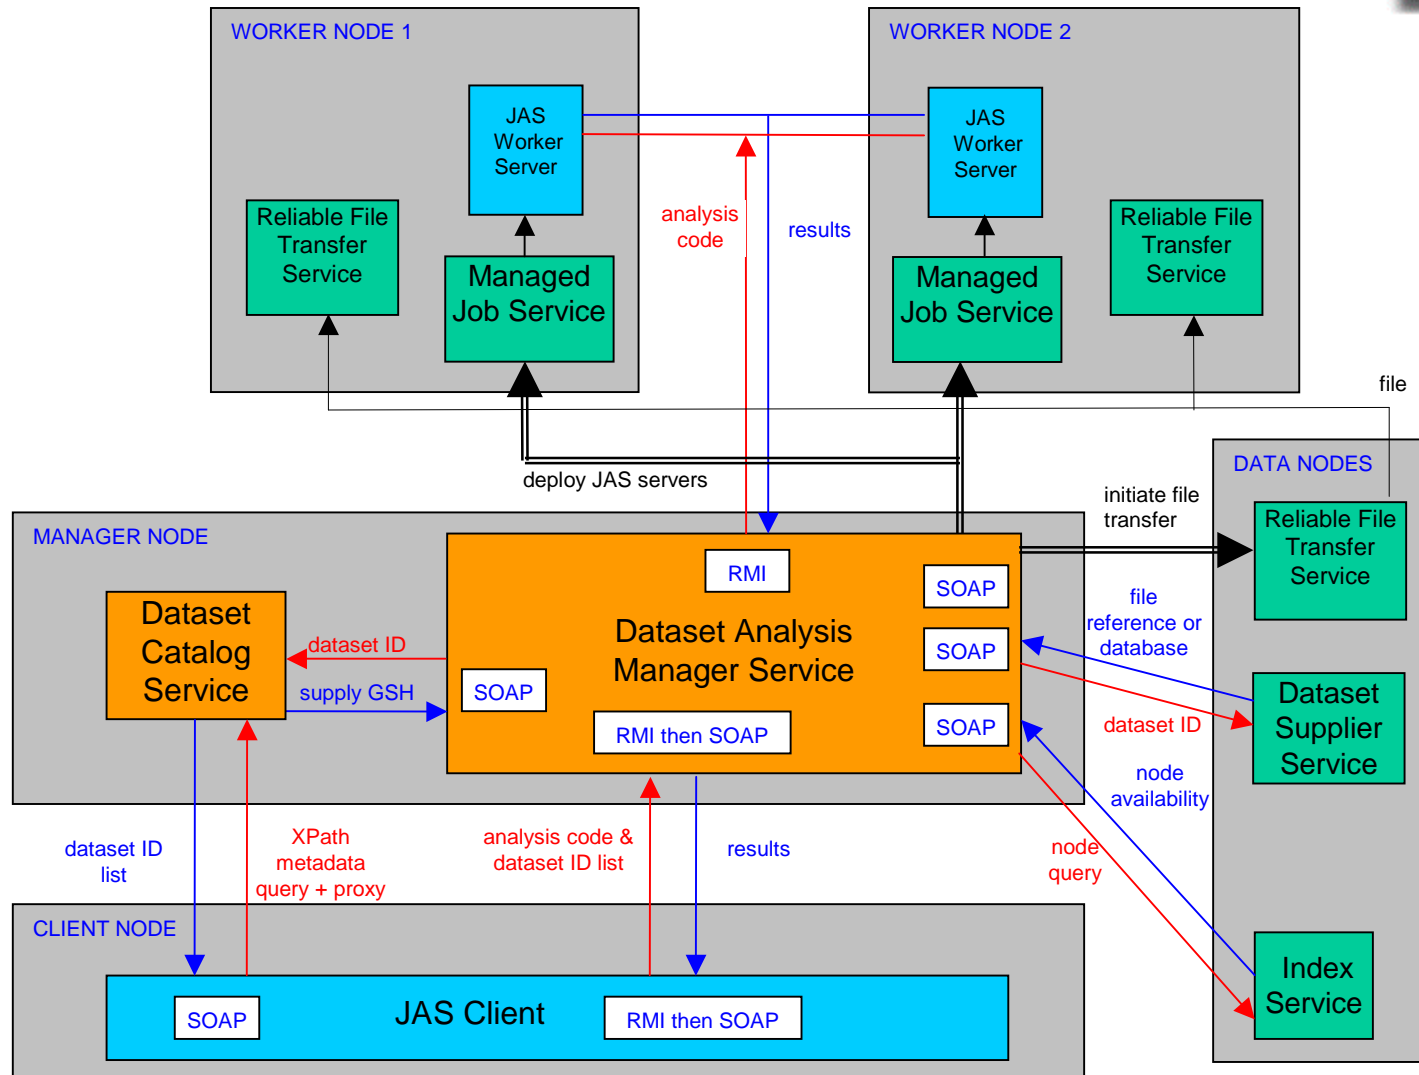 WORKER NODE 1
WORKER NODE 2
JAS
Worker
Server
JAS
Worker
Server
Reliable File
Transfer
Service
analysis
code
results
Reliable File
Transfer
Service
Managed
Job Service
Managed
Job Service
file
deploy JAS servers
DATA NODES
initiate file
transfer
Reliable File
Transfer
Service
MANAGER NODE
RMI
SOAP
Dataset
Catalog
Service
dataset ID
supply GSH
SOAP
Dataset Analysis
Manager Service
SOAP
RMI then SOAP
SOAP
file
reference or
database
dataset ID
Dataset
Supplier
Service
node
availability
dataset ID
list
XPath
metadata
query + proxy
analysis code &
dataset ID list
results
node
query
CLIENT NODE
SOAP
JAS Client
RMI then SOAP
Index
Service